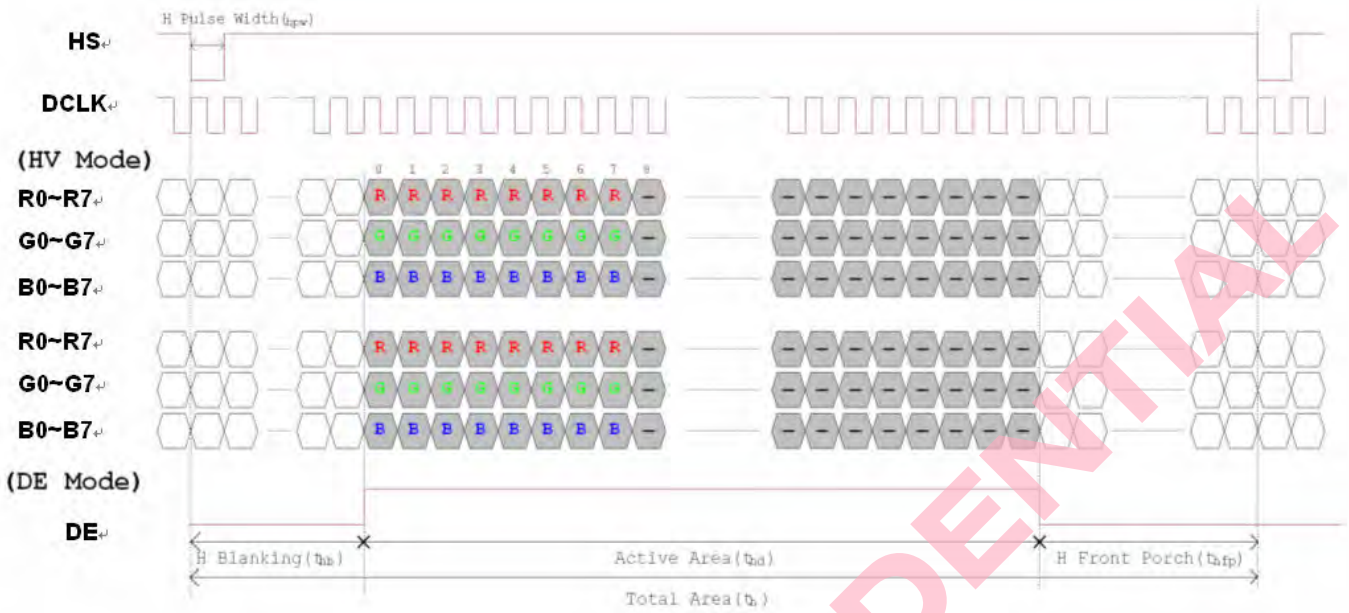 H Pulse Width(thpw)
HS
DCLK
(HV Mode)
0 1 2 3 4 5 6 7 8
R0~R7 R R R R R R R R - - - - - - - - -
G0~G7 G G G G G G G G - - - - - - - - -
B0~B7 B B B B B B B B - - - - - - - - -
R0~R7 R R R R R R R R - - - - - - - - -
G0~G7 G G G G G G G G - - - - - - - - -
B0~B7 B B B B B B B B - - - - - - - - -
(DE Mode)
DE
H Blanking(thb) Active Area(thd) H Front Porch(thfp)
Total Area(th)
DENTIAL